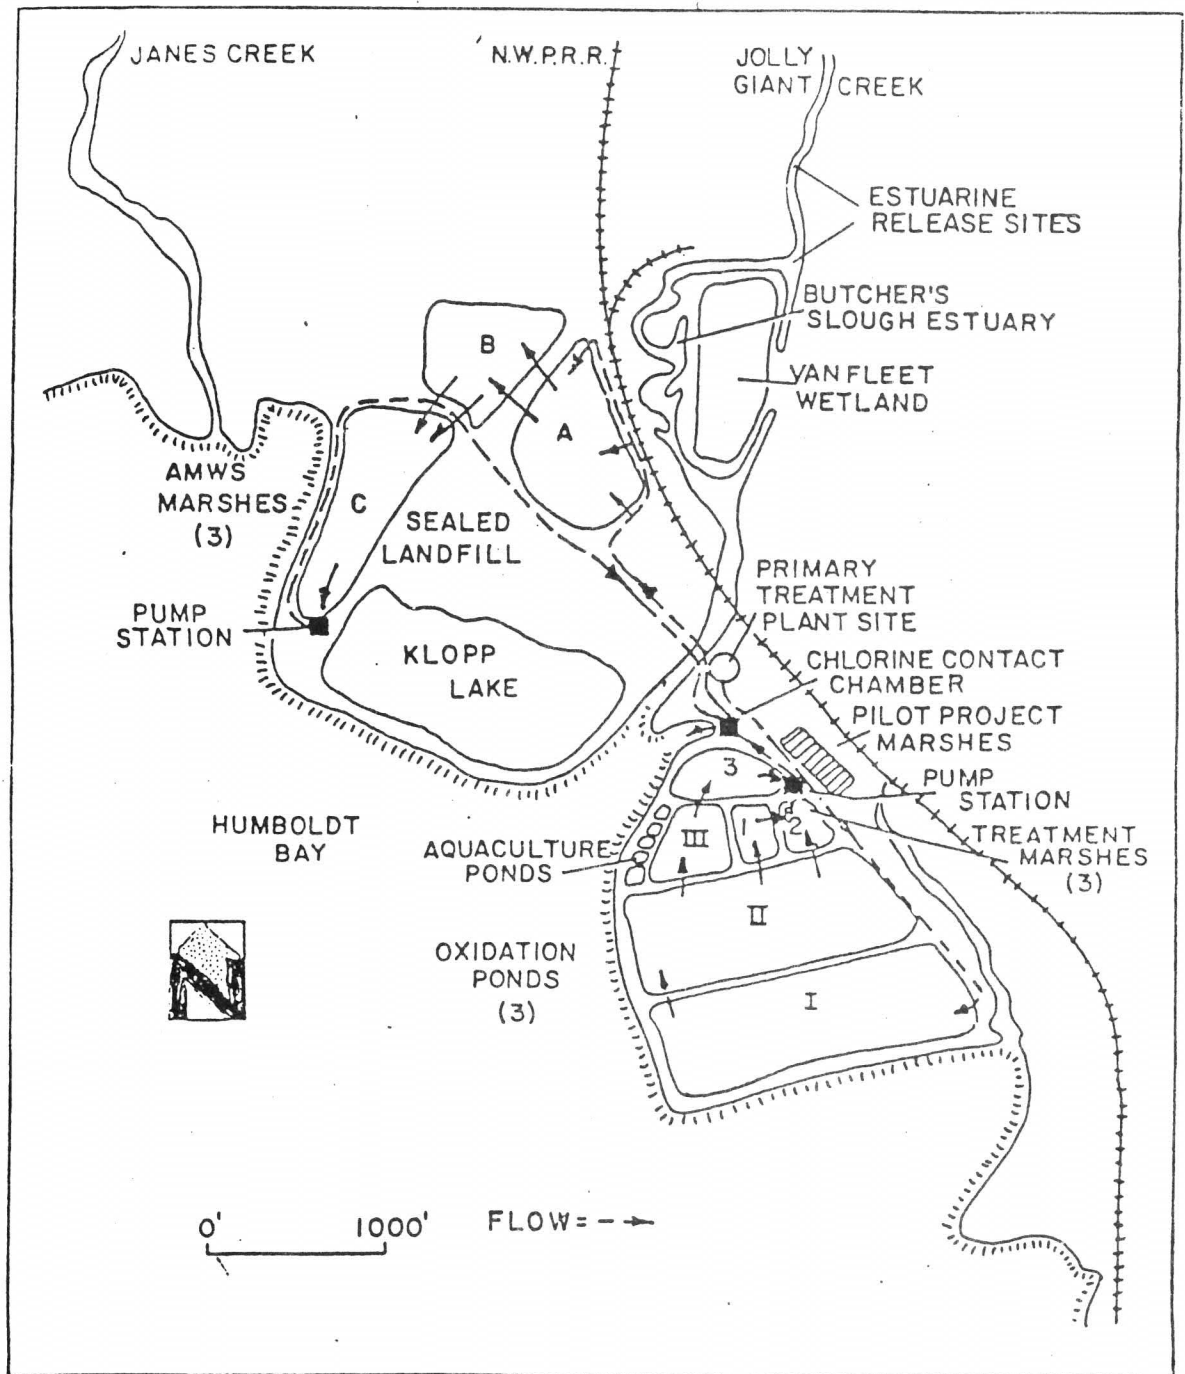 JANES CREEK
N.W.P.R.R.
JOLLY
GIANT CREEK
ESTUARINE
RELEASE SITES
BUTCHER'S
SLOUGH ESTUARY
VAN FLEET
WETLAND
B
A
C
AMWS
MARSHES
(3)
SEALED
LANDFILL
PUMP
STATION
KLOPP
LAKE
PRIMARY
TREATMENT
PLANT SITE
CHLORINE CONTACT
CHAMBER
PILOT PROJECT
MARSHES
PUMP
STATION
TREATMENT
MARSHES
(3)
3
1
2
III
II
I
HUMBOLDT
BAY
AQUACULTURE
PONDS
OXIDATION
PONDS
(3)
0' 1000'
FLOW=